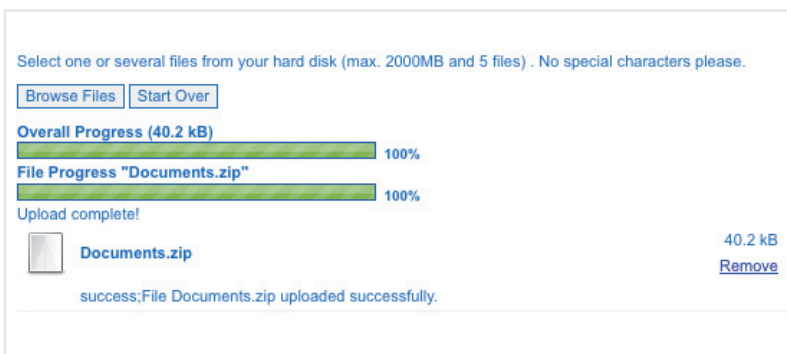 Select one or several files from your hard disk (max. 2000MB and 5 files) . No special characters please.
Browse Files Start Over
Overall Progress (40.2 kB)
100%
File Progress "Documents.zip"
100%
Upload complete!
Documents.zip 40.2 kB
Remove
success;File Documents.zip uploaded successfully.